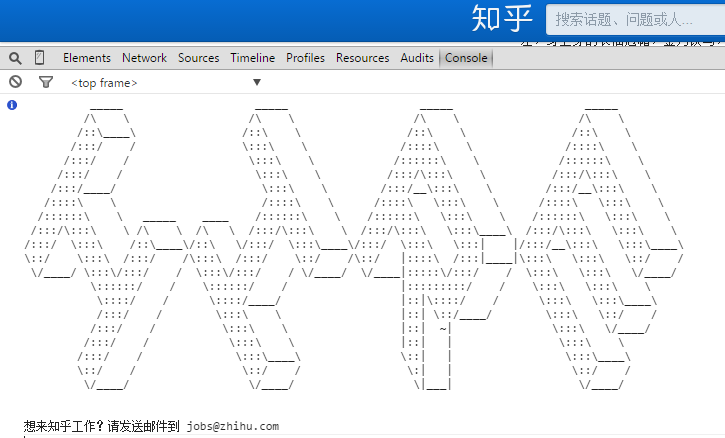 知乎
搜索话题、问题或人...
Elements Network Sources Timeline Profiles Resources Audits Console
<top frame>
想来知乎工作？请发送邮件到 jobs@zhihu.com